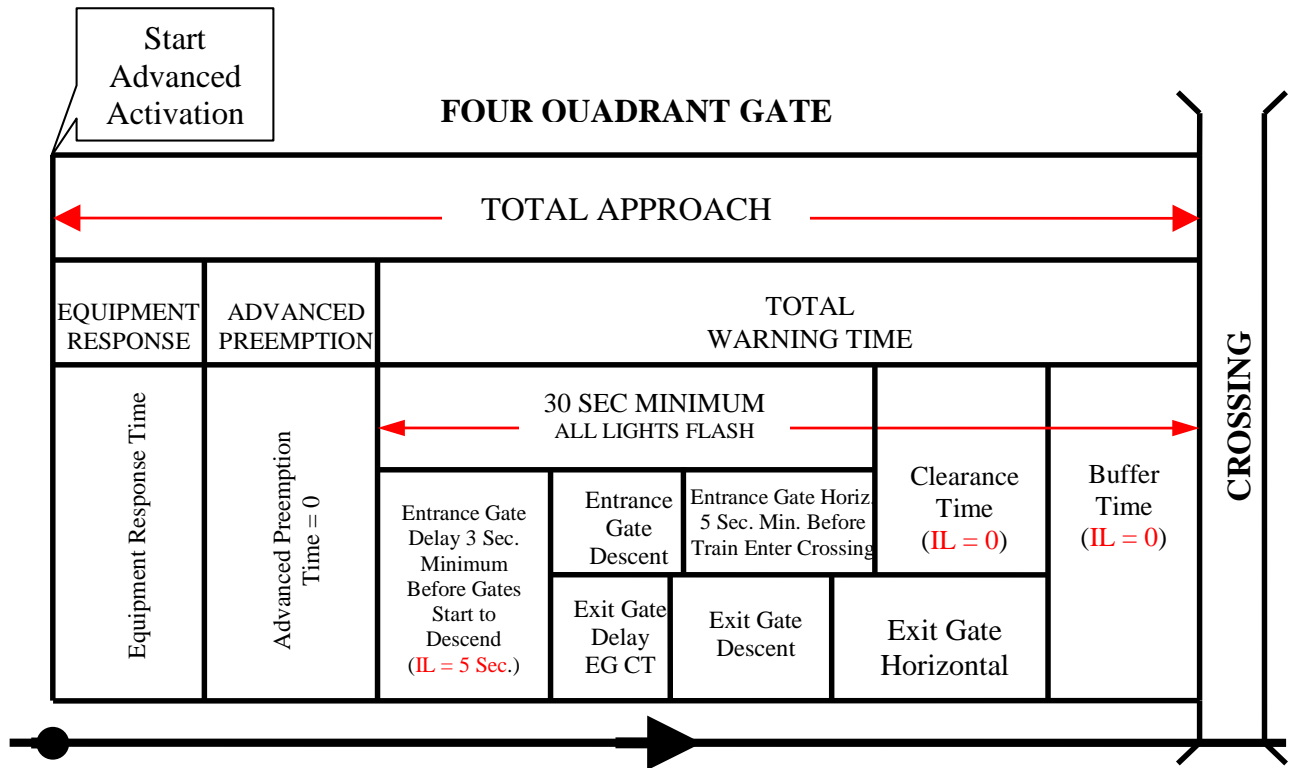 Start
Advanced
Activation
FOUR OUADRANT GATE
TOTAL APPROACH
EQUIPMENT
RESPONSE
ADVANCED
PREEMPTION
TOTAL
WARNING TIME
CROSSING
Equipment Response Time
Advanced Preemption
Time = 0
30 SEC MINIMUM
ALL LIGHTS FLASH
Entrance Gate
Delay 3 Sec.
Minimum
Before Gates
Start to
Descend
(IL = 5 Sec.)
Entrance
Gate
Descent
Entrance Gate Horiz.
5 Sec. Min. Before
Train Enter Crossing
Clearance
Time
(IL = 0)
Buffer
Time
(IL = 0)
Exit Gate
Delay
EG CT
Exit Gate
Descent
Exit Gate
Horizontal